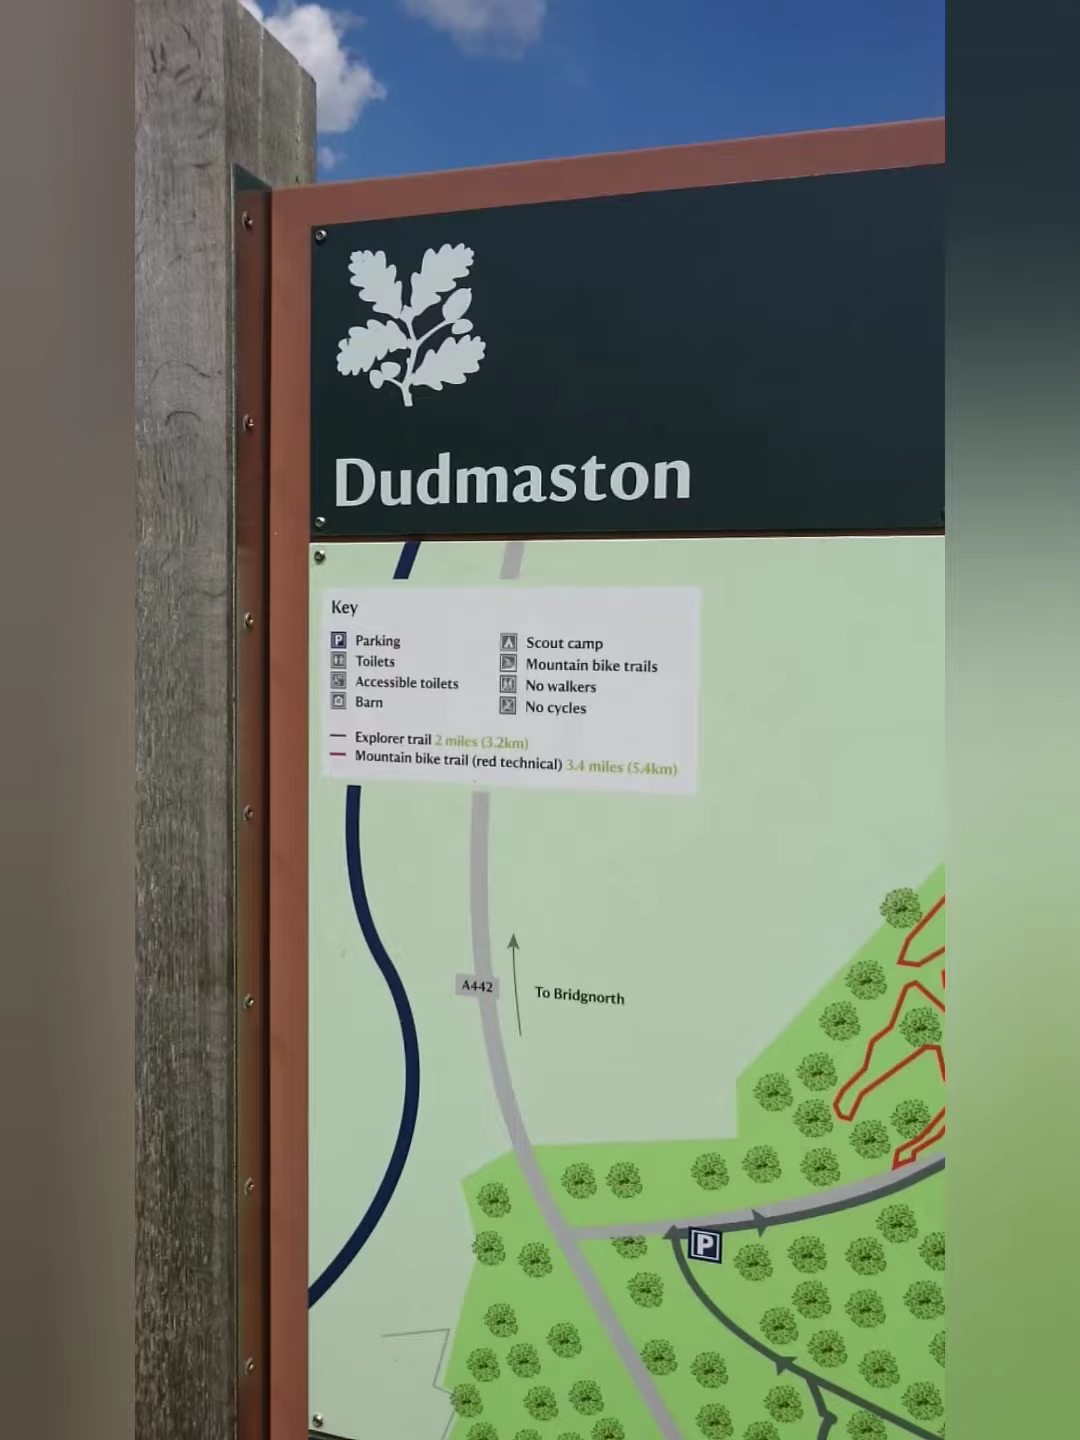 Dudmaston
Key
P Parking
Toilets
Accessible toilets
Barn
Scout camp
Mountain bike trails
No walkers
No cycles
Explorer trail 2 miles (3.2km)
Mountain bike trail (red technical) 3.4 miles (5.4km)
A442
To Bridgnorth
P